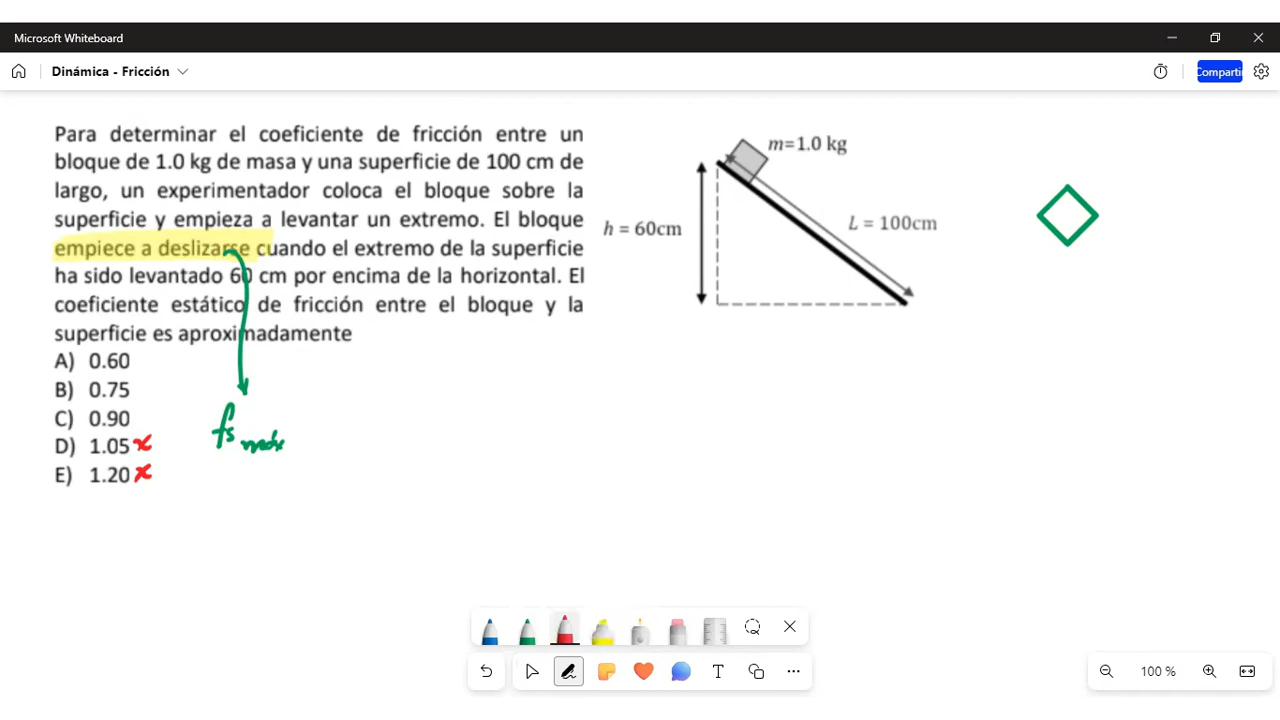 Microsoft Whiteboard
Dinámica - Fricción
Comparti
Para determinar el coeficiente de fricción entre un
bloque de 1.0 kg de masa y una superficie de 100 cm de
largo, un experimentador coloca el bloque sobre la
superficie y empieza a levantar un extremo. El bloque
empiece a deslizarse cuando el extremo de la superficie
ha sido levantado 60 cm por encima de la horizontal. El
coeficiente estático de fricción entre el bloque y la
superficie es aproximadamente
A) 0.60
B) 0.75
C) 0.90
D) 1.05 x
E) 1.20 x
fs máx
m=1.0 kg
h = 60cm
L = 100cm
100 %